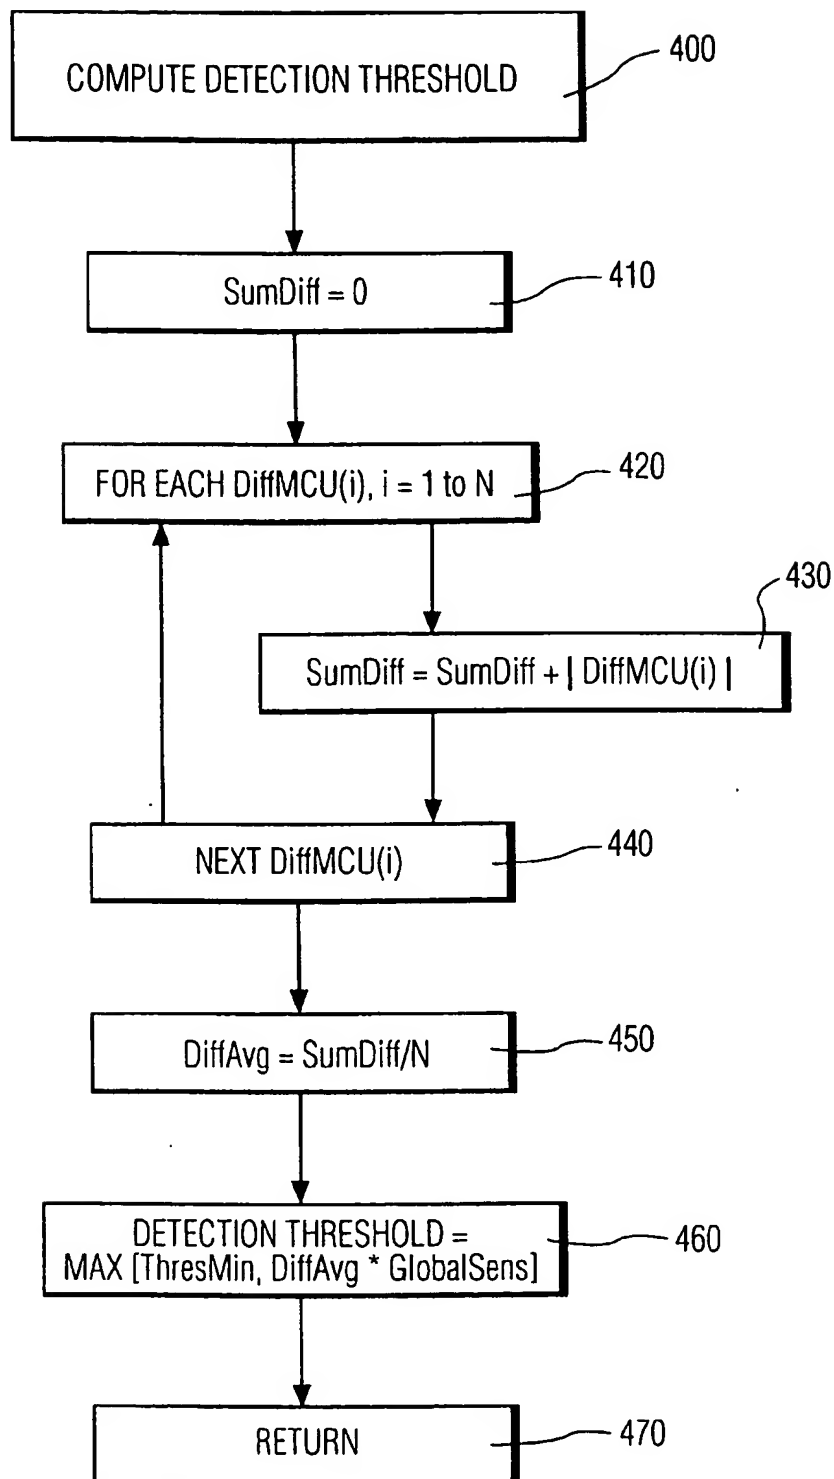 COMPUTE DETECTION THRESHOLD
400
SumDiff = 0
410
FOR EACH DiffMCU(i), i = 1 to N
420
430
SumDiff = SumDiff + | DiffMCU(i) |
NEXT DiffMCU(i)
440
DiffAvg = SumDiff/N
450
DETECTION THRESHOLD =
MAX [ThresMin, DiffAvg * GlobalSens]
460
RETURN
470